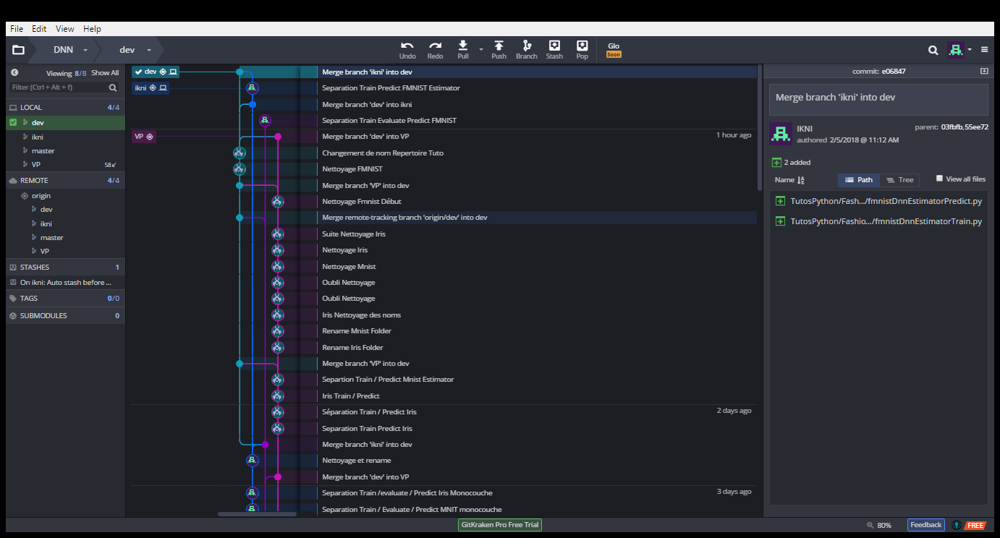 File Edit View Help
DNN dev
Undo Redo Pull Push Branch Stash Pop Glo
Soon
Viewing 8/8 Show All
Filter (Ctrl + Alt + f)
LOCAL 4/4
dev
ikni
master
VP 58
REMOTE 4/4
origin
dev
ikni
master
VP
STASHES 1
On ikni: Auto stash before ...
TAGS 0/0
SUBMODULES 0
dev
ikni
VP
Merge branch 'ikni' into dev
Separation Train Predict FMNIST Estimator
Merge branch 'dev' into ikni
Separation Train Evaluate Predict FMNIST
Merge branch 'dev' into VP 1 hour ago
Changement de nom Repertoire Tuto
Nettoyage FMNIST
Merge branch 'VP' into dev
Nettoyage Fmnist Début
Merge remote-tracking branch 'origin/dev' into dev
Suite Nettoyage Iris
Nettoyage Iris
Nettoyage Mnist
Oubli Nettoyage
Oubli Nettoyage
Iris Nettoyage des noms
Rename Mnist Folder
Rename Iris Folder
Merge branch 'VP' into dev
Separtion Train / Predict Mnist Estimator
Iris Train / Predict
Séparation Train / Predict Iris 2 days ago
Separation Train Predict Iris
Merge branch 'ikni' into dev
Nettoyage et rename
Merge branch 'dev' into VP
Separation Train /evaluate / Predict Iris Monocouche 3 days ago
Separation Train / Evaluate / Predict MNIT monocouche
commit: e06847
Merge branch 'ikni' into dev
IKNI parent: 03fbfb,55ee72
authored 2/5/2018 @ 11:12 AM
2 added
Name Path Tree View all files
TutosPython/Fash.../fmnistDnnEstimatorPredict.py
TutosPython/Fashio.../fmnistDnnEstimatorTrain.py
GitKraken Pro Free Trial 80% Feedback FREE